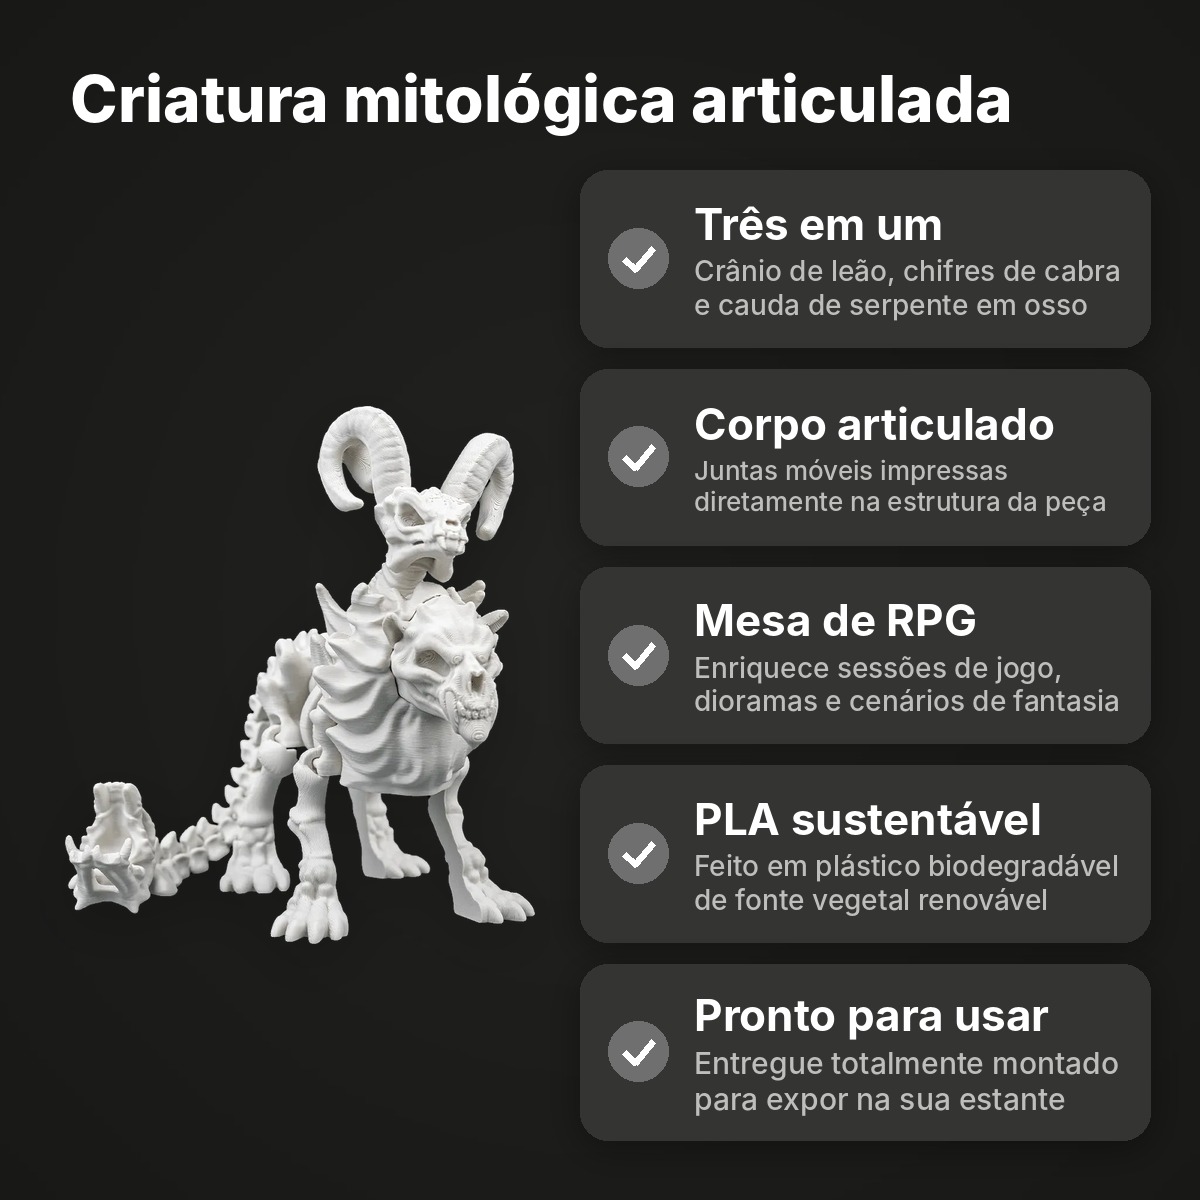 Criatura mitológica articulada
Três em um
Crânio de leão, chifres de cabra
e cauda de serpente em osso
Corpo articulado
Juntas móveis impressas
diretamente na estrutura da peça
Mesa de RPG
Enriquece sessões de jogo,
dioramas e cenários de fantasia
PLA sustentável
Feito em plástico biodegradável
de fonte vegetal renovável
Pronto para usar
Entregue totalmente montado
para expor na sua estante